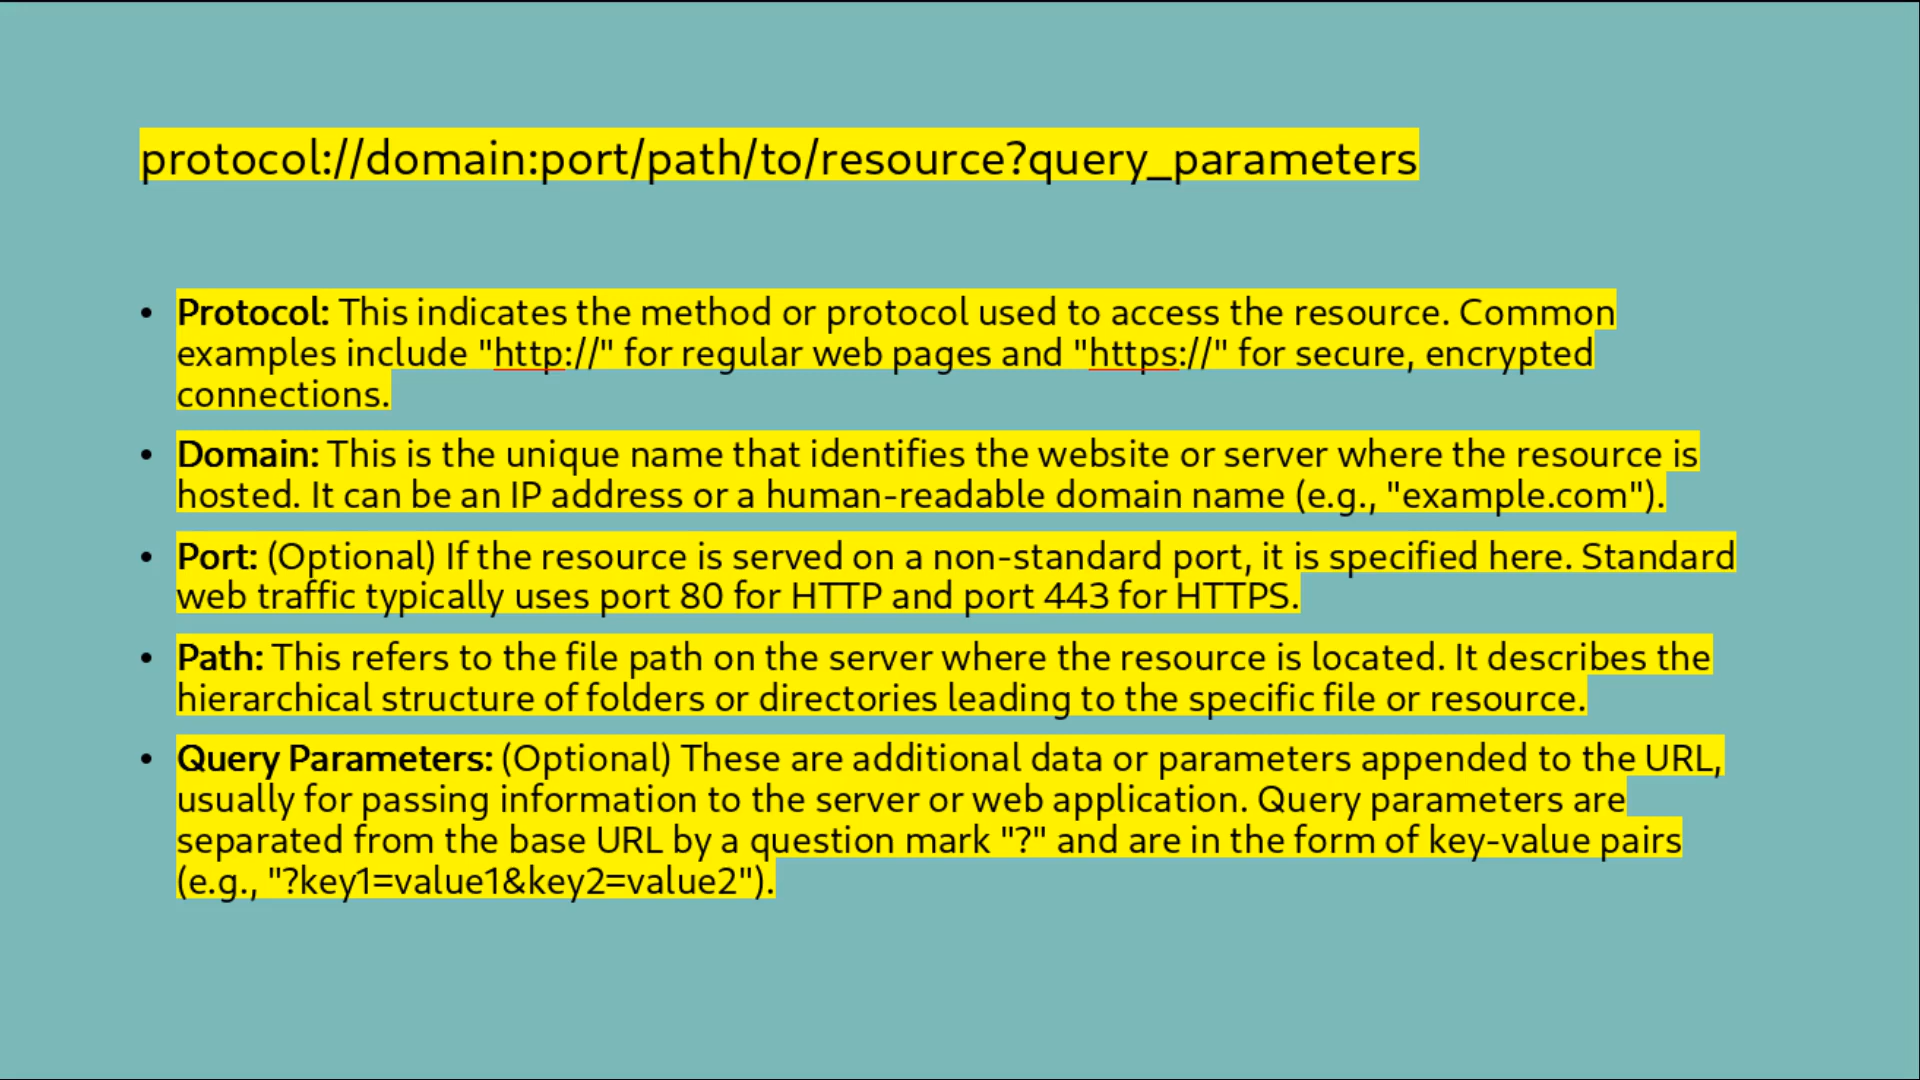 protocol://domain:port/path/to/resource?query_parameters
• Protocol: This indicates the method or protocol used to access the resource. Common
examples include "http://" for regular web pages and "https://" for secure, encrypted
connections.
• Domain: This is the unique name that identifies the website or server where the resource is
hosted. It can be an IP address or a human-readable domain name (e.g., "example.com").
• Port: (Optional) If the resource is served on a non-standard port, it is specified here. Standard
web traffic typically uses port 80 for HTTP and port 443 for HTTPS.
• Path: This refers to the file path on the server where the resource is located. It describes the
hierarchical structure of folders or directories leading to the specific file or resource.
• Query Parameters: (Optional) These are additional data or parameters appended to the URL,
usually for passing information to the server or web application. Query parameters are
separated from the base URL by a question mark "?" and are in the form of key-value pairs
(e.g., "?key1=value1&key2=value2").